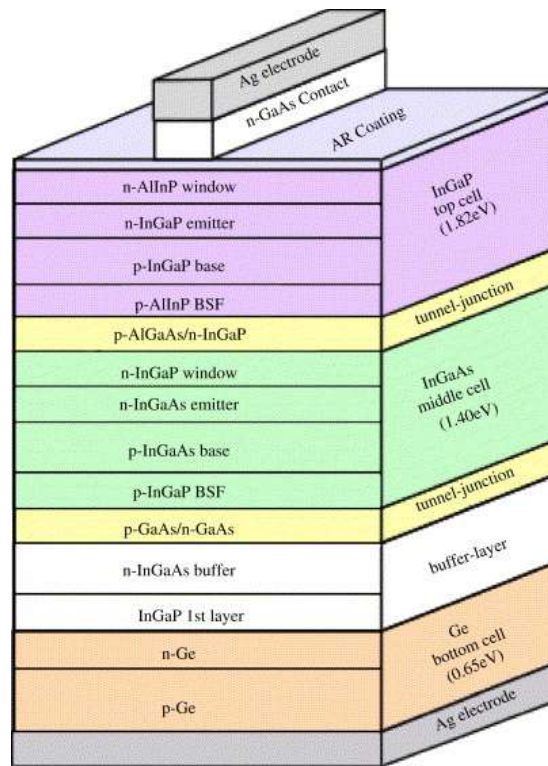 Ag electrode
n-GaAs Contact
AR Coating
n-AlInP window
n-InGaP emitter
p-InGaP base
p-AlInP BSF
InGaP
top cell
(1.82eV)
p-AlGaAs/n-InGaP
tunnel-junction
n-InGaP window
n-InGaAs emitter
p-InGaAs base
p-InGaP BSF
InGaAs
middle cell
(1.40eV)
p-GaAs/n-GaAs
tunnel-junction
n-InGaAs buffer
InGaP 1st layer
buffer-layer
n-Ge
p-Ge
Ge
bottom cell
(0.65eV)
Ag electrode